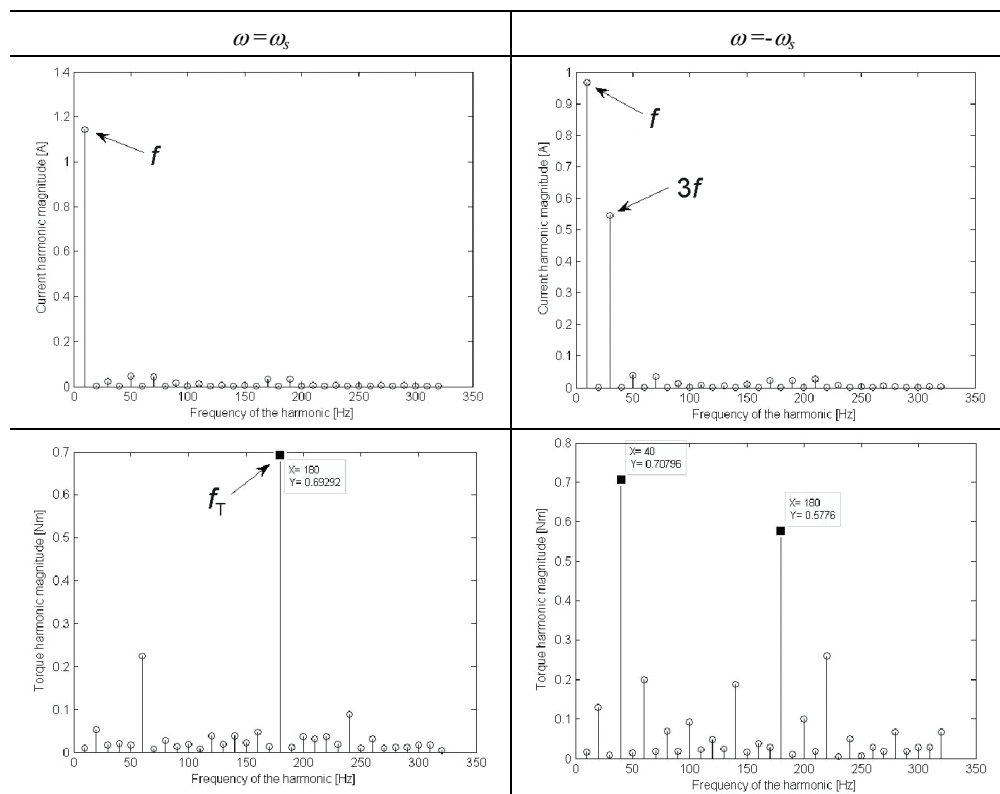 ω=ωs
ω=-ωs
1.4
1.2
1
0.8
0.6
0.4
0.2
0
Current harmonic magnitude [A]
f
0 50 100 150 200 250 300 350
Frequency of the harmonic [Hz]
1
0.9
0.8
0.7
0.6
0.5
0.4
0.3
0.2
0.1
0
Current harmonic magnitude [A]
f
3f
0 50 100 150 200 250 300 350
Frequency of the harmonic [Hz]
0.7
0.6
0.5
0.4
0.3
0.2
0.1
0
Torque harmonic magnitude [Nm]
fT
X= 180
Y= 0.69292
0 50 100 150 200 250 300 350
Frequency of the harmonic [Hz]
0.8
0.7
0.6
0.5
0.4
0.3
0.2
0.1
0
Torque harmonic magnitude [Nm]
X= 40
Y= 0.70796
X= 180
Y= 0.5776
0 50 100 150 200 250 300 350
Frequency of the harmonic [Hz]